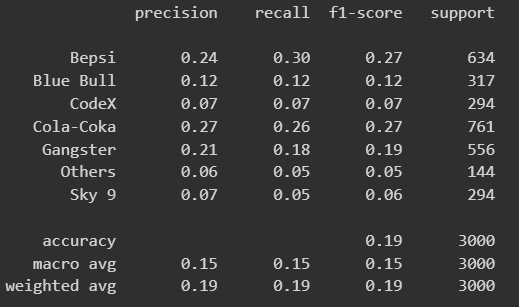 precision recall f1-score support
Bepsi 0.24 0.30 0.27 634
Blue Bull 0.12 0.12 0.12 317
CodeX 0.07 0.07 0.07 294
Cola-Coka 0.27 0.26 0.27 761
Gangster 0.21 0.18 0.19 556
Others 0.06 0.05 0.05 144
Sky 9 0.07 0.05 0.06 294
accuracy 0.19 3000
macro avg 0.15 0.15 0.15 3000
weighted avg 0.19 0.19 0.19 3000